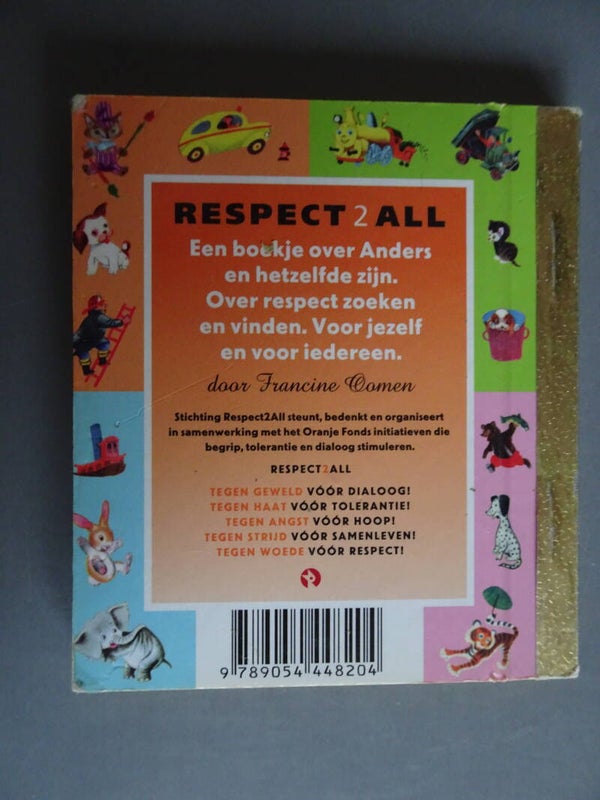 RESPECT 2 ALL
Een boekje over Anders
en hetzelfde zijn.
Over respect zoeken
en vinden. Voor jezelf
en voor iedereen.
door Francine Oomen
Stichting Respect2All steunt, bedenkt en organiseert
in samenwerking met het Oranje Fonds initiatieven die
begrip, tolerantie en dialoog stimuleren.
RESPECT2ALL
TEGEN GEWELD VÓÓR DIALOOG!
TEGEN HAAT VÓÓR TOLERANTIE!
TEGEN ANGST VÓÓR HOOP!
TEGEN STRIJD VÓÓR SAMENLEVEN!
TEGEN WOEDE VÓÓR RESPECT!
9 789054 448204